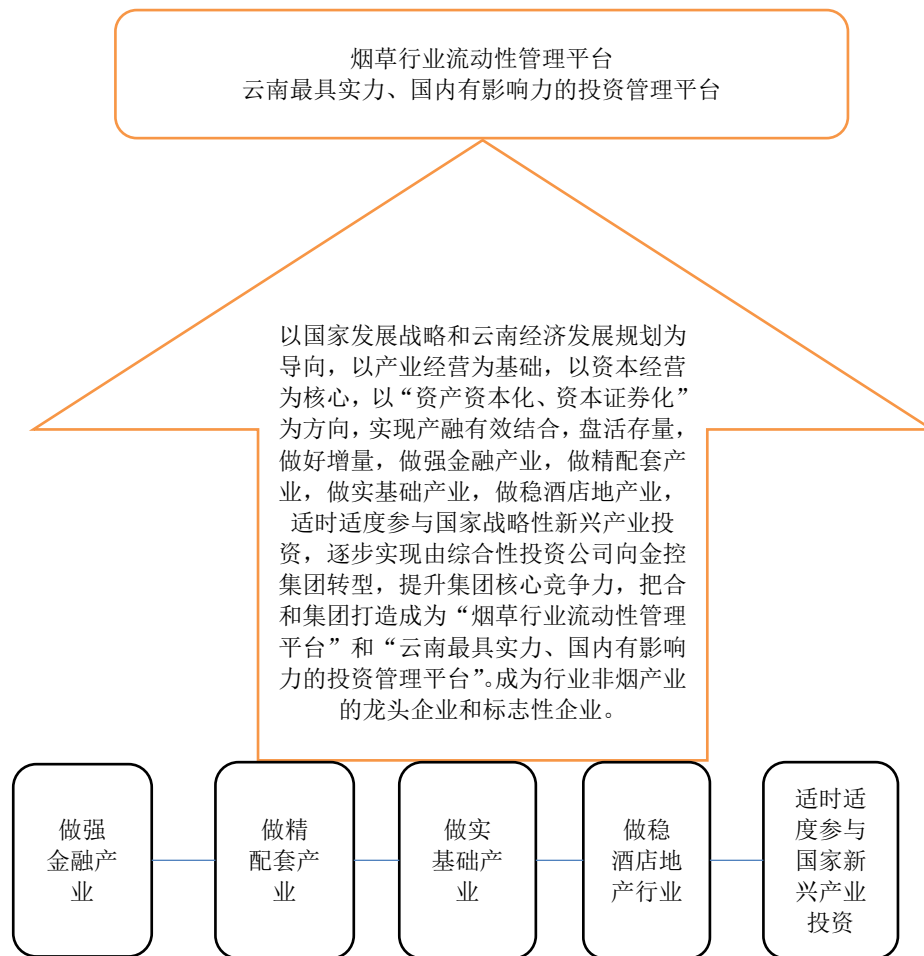 烟草行业流动性管理平台
云南最具实力、国内有影响力的投资管理平台
以国家发展战略和云南经济发展规划为
导向，以产业经营为基础，以资本经营
为核心，以“资产资本化、资本证券化”
为方向，实现产融有效结合，盘活存量，
做好增量，做强金融产业，做精配套产
业，做实基础产业，做稳酒店地产业，
适时适度参与国家战略性新兴产业投
资，逐步实现由综合性投资公司向金控
集团转型，提升集团核心竞争力，把合
和集团打造成为“烟草行业流动性管理
平台”和“云南最具实力、国内有影响
力的投资管理平台”。成为行业非烟产业
的龙头企业和标志性企业。
做强
金融产
业
做精
配套产
业
做实
基础产
业
做稳
酒店地
产行业
适时适
度参与
国家新
兴产业
投资